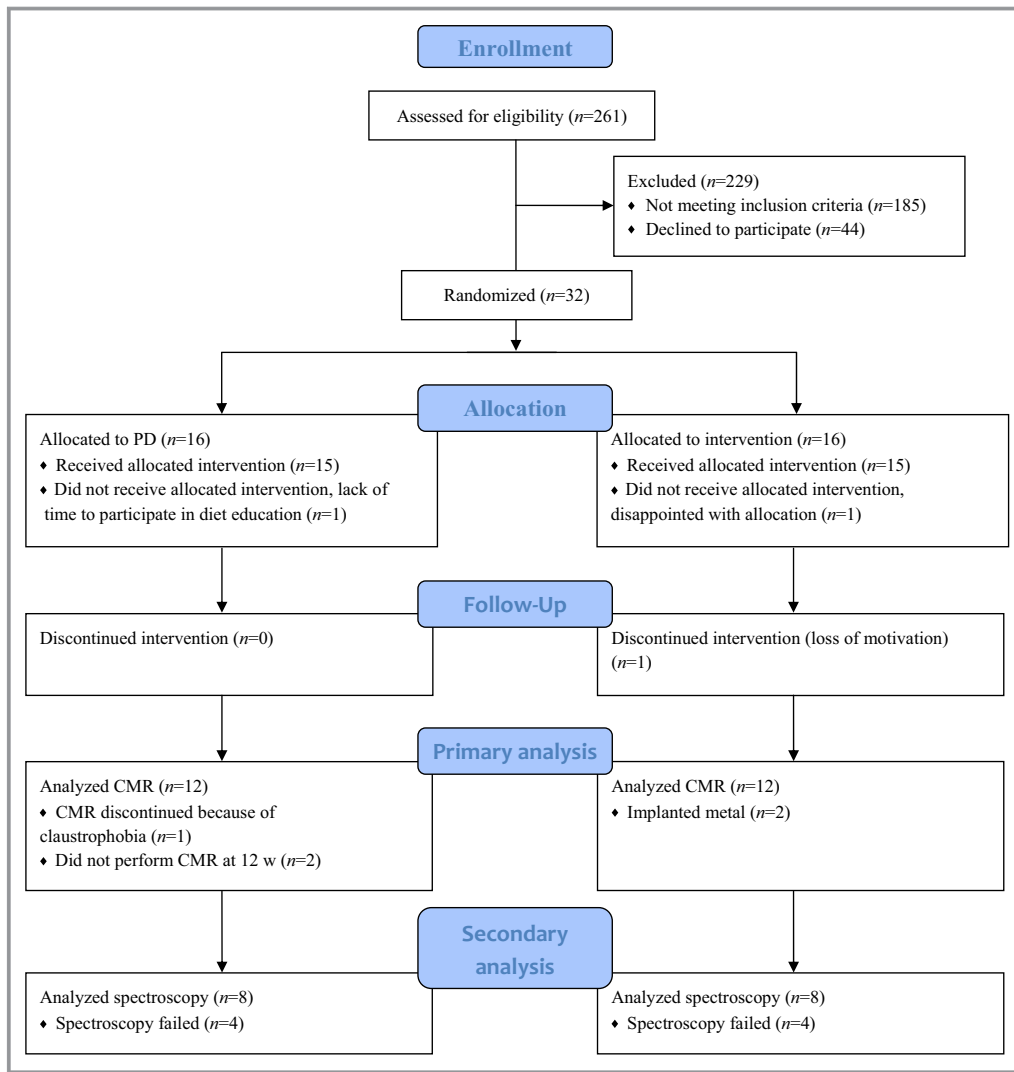 Enrollment
Assessed for eligibility (n=261)
Excluded (n=229)
♦ Not meeting inclusion criteria (n=185)
♦ Declined to participate (n=44)
Randomized (n=32)
Allocation
Allocated to PD (n=16)
♦ Received allocated intervention (n=15)
♦ Did not receive allocated intervention, lack of
time to participate in diet education (n=1)
Allocated to intervention (n=16)
♦ Received allocated intervention (n=15)
♦ Did not receive allocated intervention,
disappointed with allocation (n=1)
Follow-Up
Discontinued intervention (n=0)
Discontinued intervention (loss of motivation)
(n=1)
Primary analysis
Analyzed CMR (n=12)
♦ CMR discontinued because of
claustrophobia (n=1)
♦ Did not perform CMR at 12 w (n=2)
Analyzed CMR (n=12)
♦ Implanted metal (n=2)
Secondary
analysis
Analyzed spectroscopy (n=8)
♦ Spectroscopy failed (n=4)
Analyzed spectroscopy (n=8)
♦ Spectroscopy failed (n=4)